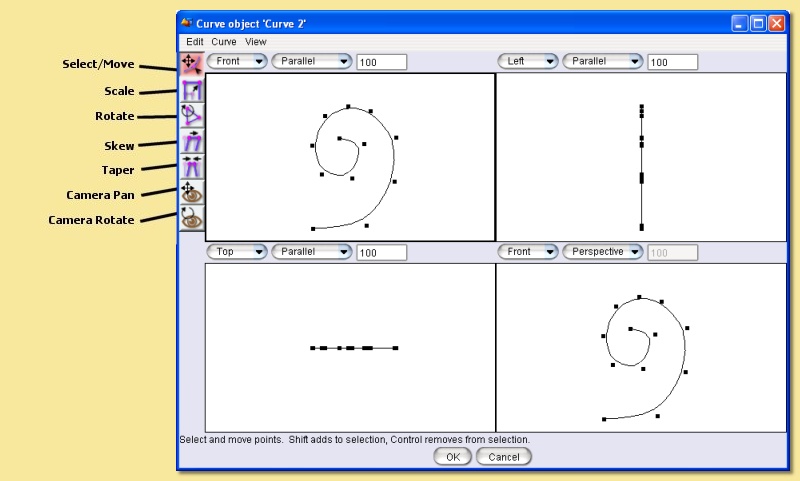 Curve object 'Curve 2'
Edit Curve View
Select/Move
Scale
Rotate
Skew
Taper
Camera Pan
Camera Rotate
Front Parallel 100
Left Parallel 100
Top Parallel 100
Front Perspective 100
Select and move points. Shift adds to selection, Control removes from selection.
OK Cancel